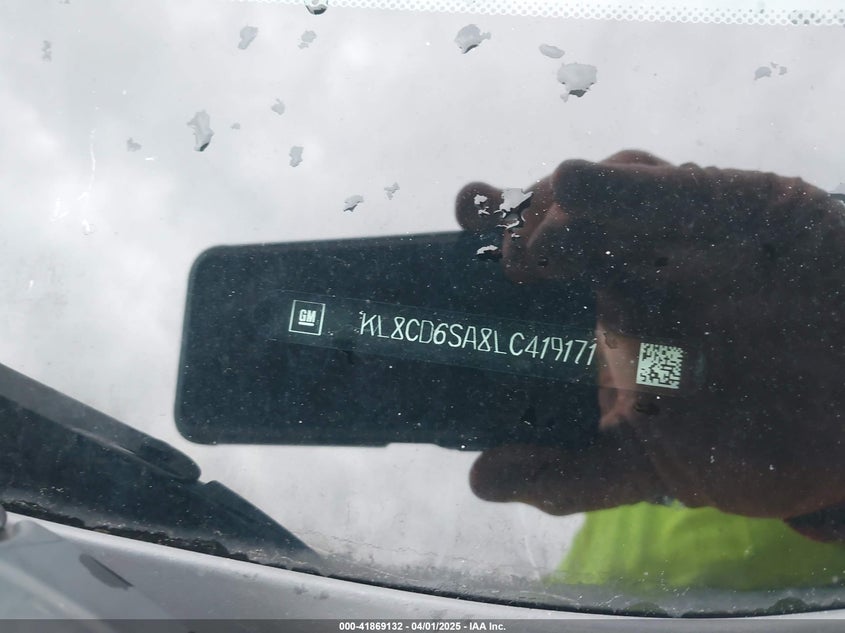 GM
KL8CD6SA8LC419171
000-41869132 - 04/01/2025 - IAA Inc.